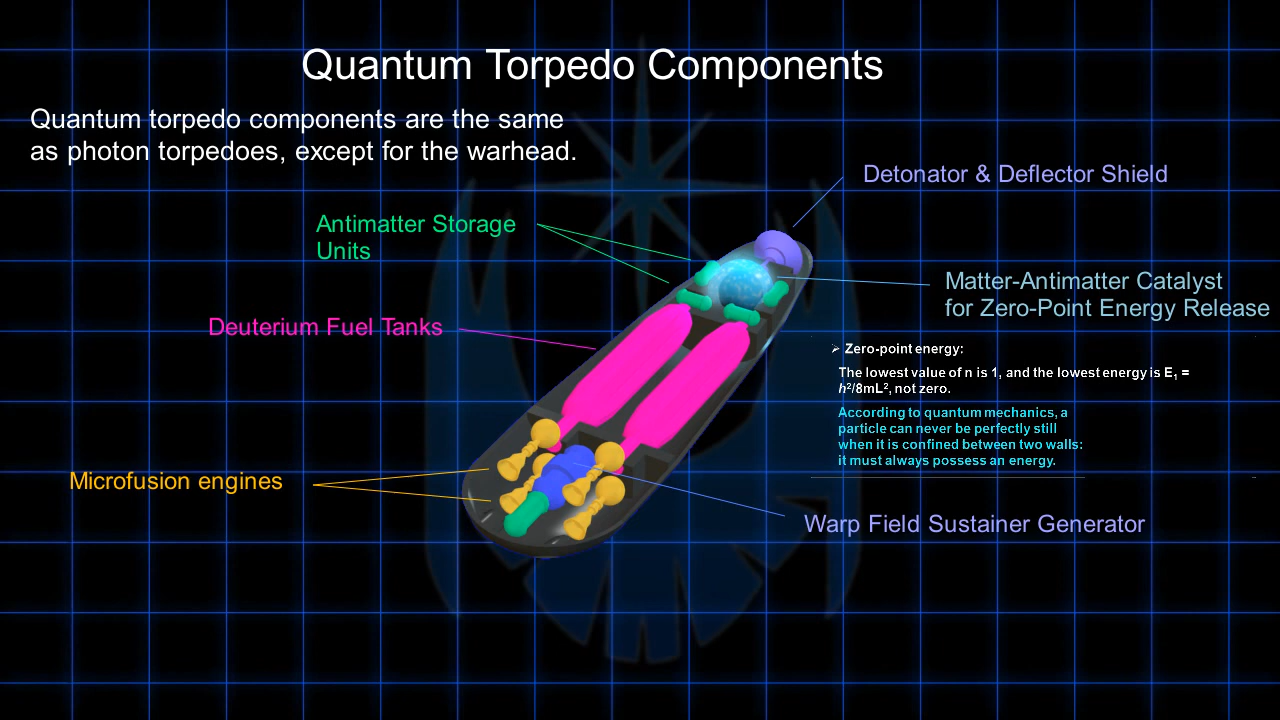 Quantum Torpedo Components
Quantum torpedo components are the same
as photon torpedoes, except for the warhead.
Detonator & Deflector Shield
Antimatter Storage
Units
Matter-Antimatter Catalyst
for Zero-Point Energy Release
Deuterium Fuel Tanks
➢ Zero-point energy:
The lowest value of n is 1, and the lowest energy is E₁ =
h²/8mL², not zero.
According to quantum mechanics, a
particle can never be perfectly still
when it is confined between two walls:
it must always possess an energy.
Microfusion engines
Warp Field Sustainer Generator